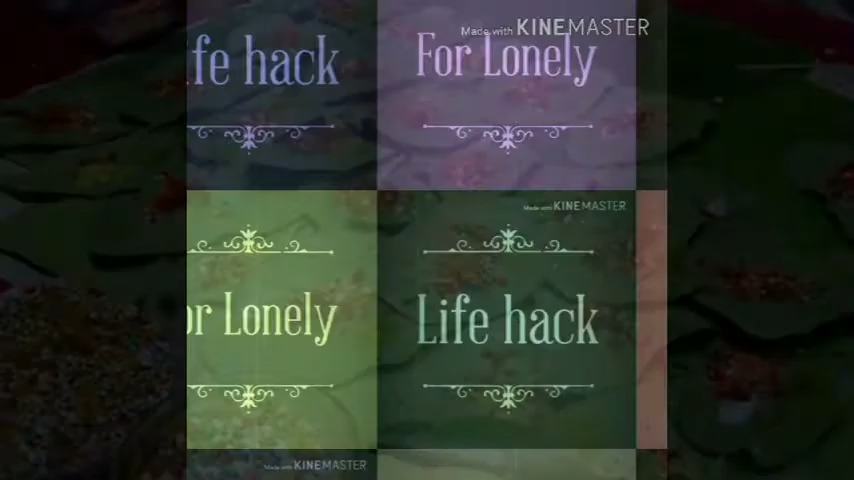 Made with KINEMASTER
fe hack
For Lonely
Made with KINEMASTER
or Lonely
Life hack
Made with KINEMASTER